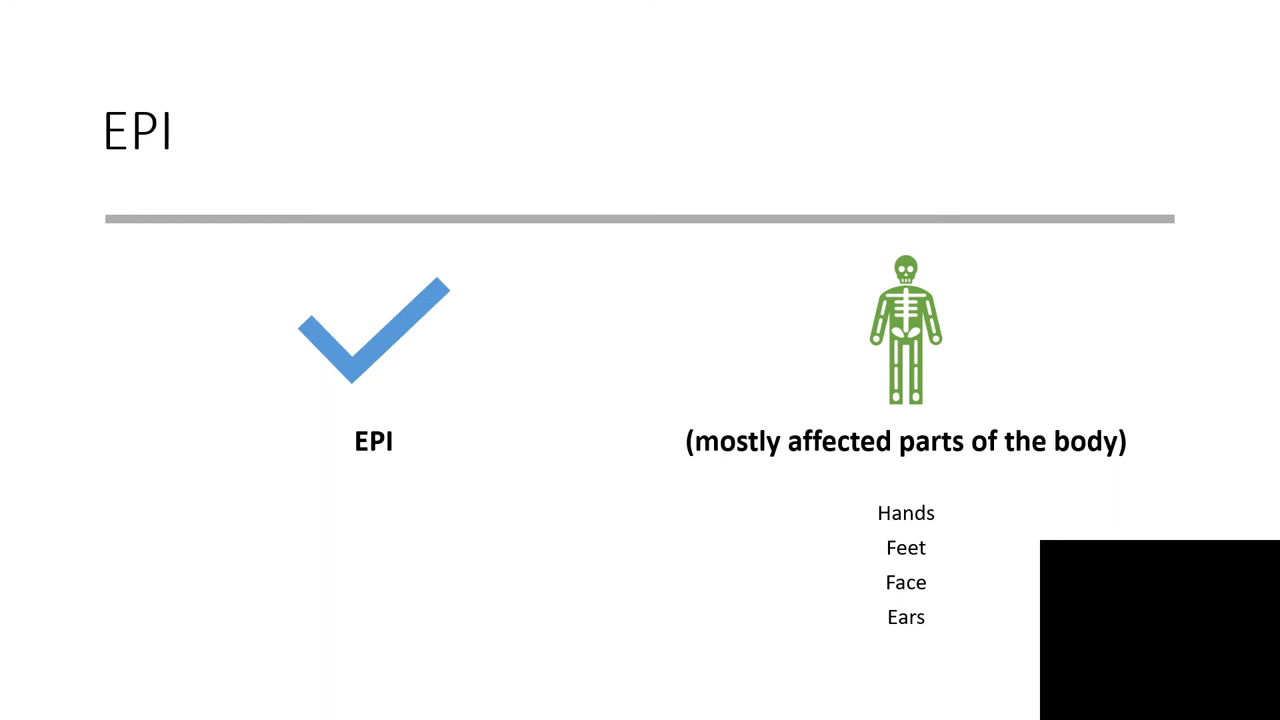 EPI
EPI
(mostly affected parts of the body)
Hands
Feet
Face
Ears